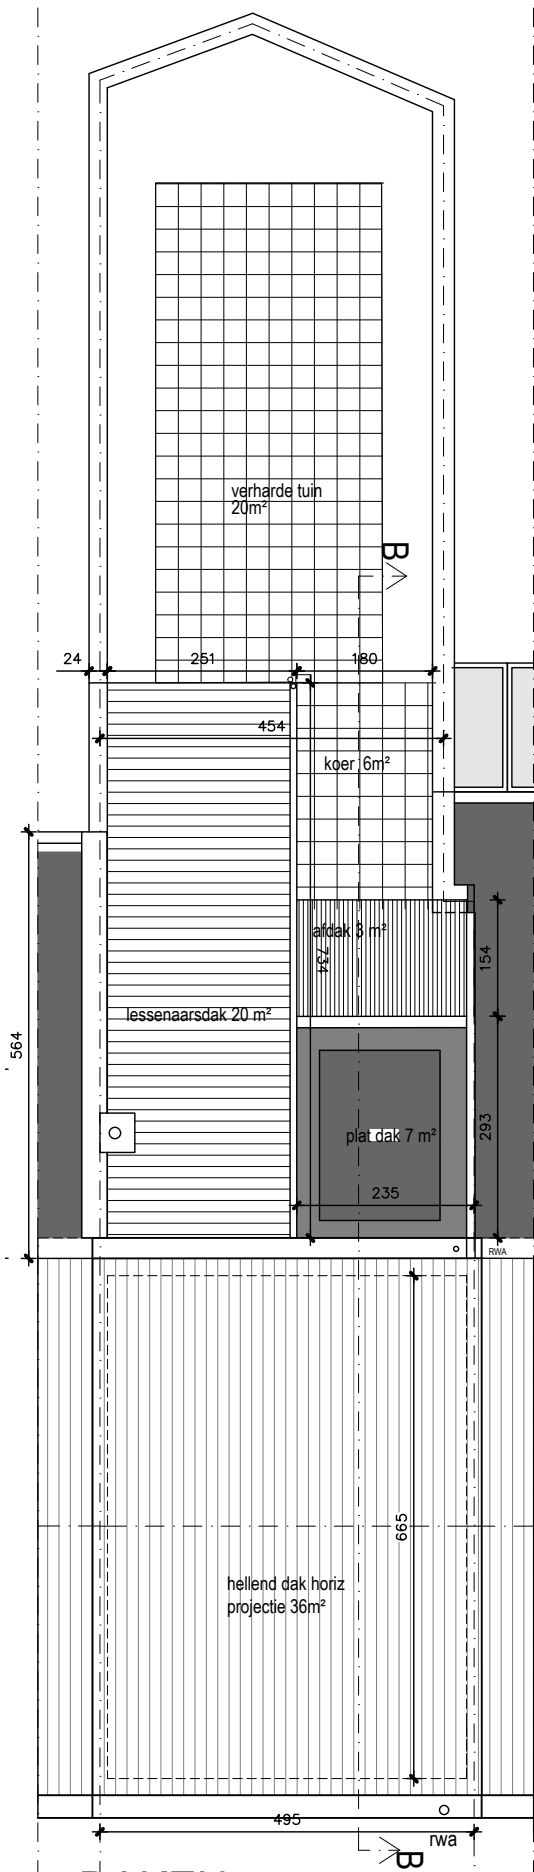 verharde tuin
20m²
B
24
251
180
454
koer 6m²
afdak 3 m²
734
154
lessenaarsdak 20 m²
564
plat dak 7 m²
293
235
RWA
665
hellend dak horiz
projectie 36m²
495
rwa
B